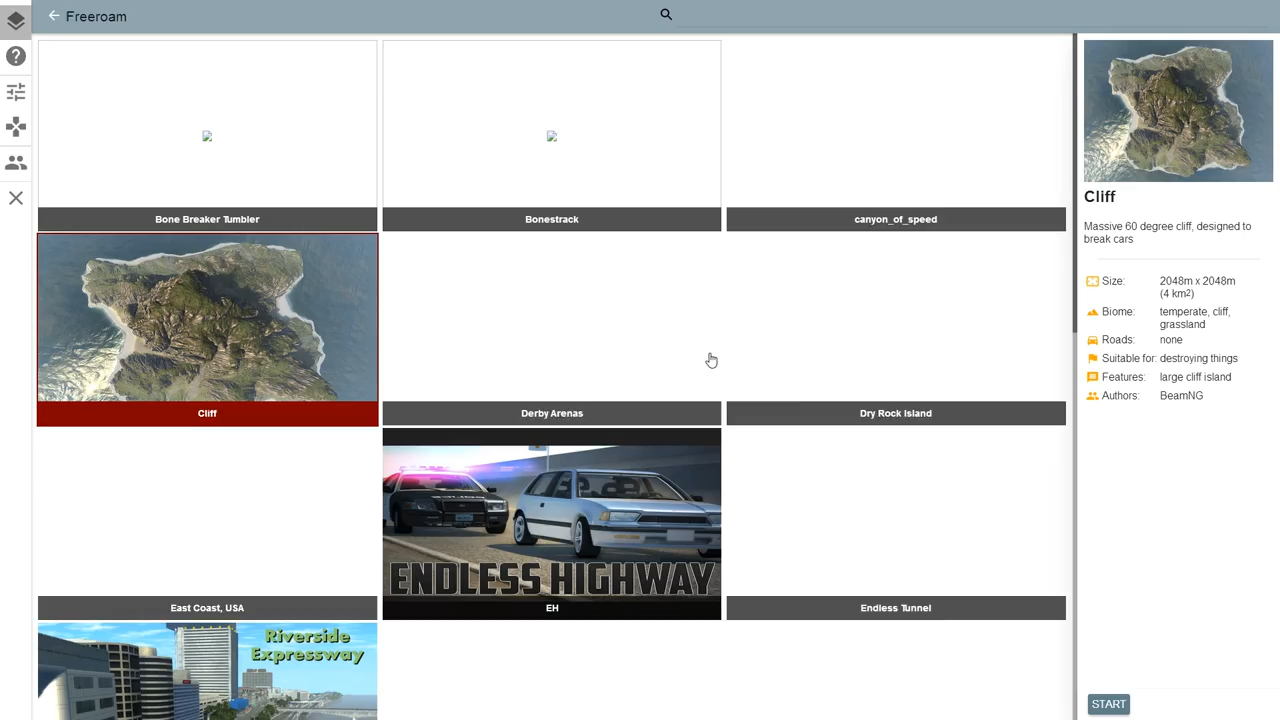 Freeroam
Bone Breaker Tumbler
Bonestrack
canyon_of_speed
Cliff
Derby Arenas
Dry Rock Island
East Coast, USA
ENDLESS HIGHWAY
EH
Endless Tunnel
Riverside
Expressway
Cliff
Massive 60 degree cliff, designed to
break cars
Size: 2048m x 2048m
(4 km²)
Biome: temperate, cliff,
grassland
Roads: none
Suitable for: destroying things
Features: large cliff island
Authors: BeamNG
START